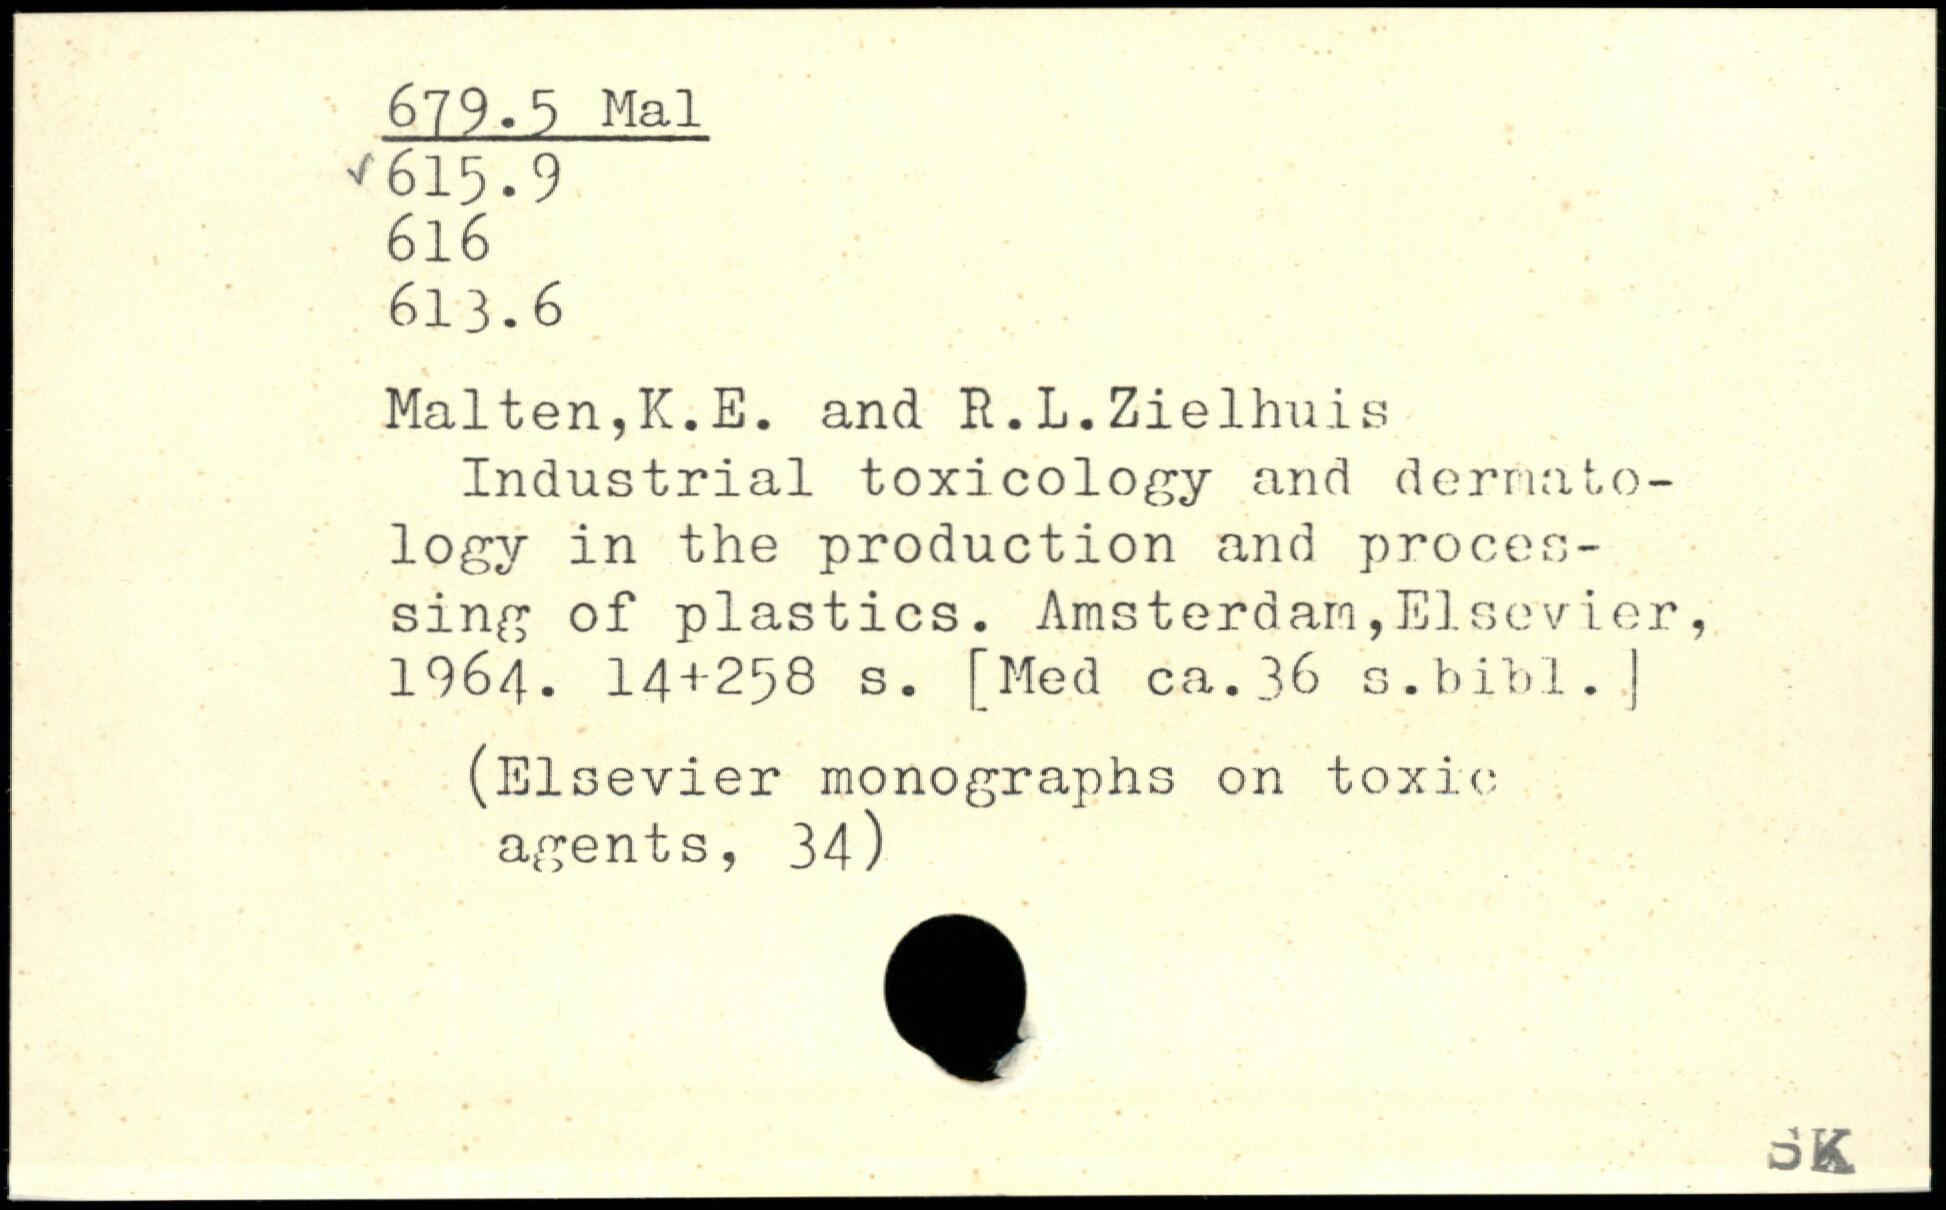 679.5 Mal
✓615.9
616
613.6
Malten,K.E. and R.L.Zielhuis
Industrial toxicology and dermato-
logy in the production and proces-
sing of plastics. Amsterdam,Elsevier,
1964. 14+258 s. [Med ca.36 s.bibl.]
(Elsevier monographs on toxic
agents, 34)
SK